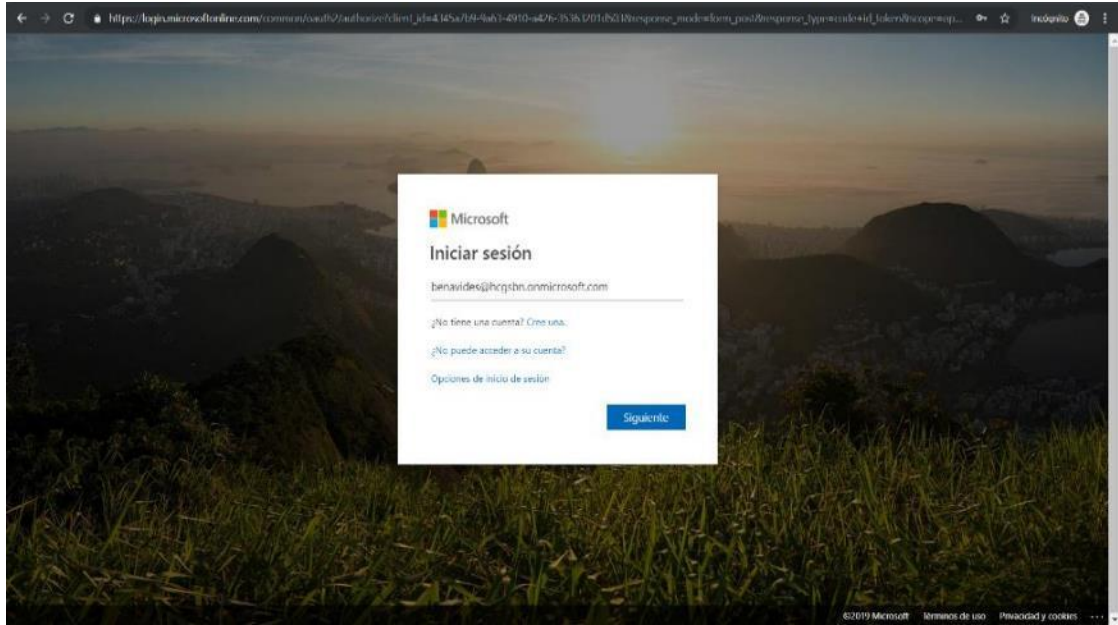 https://login.microsoftonline.com/common/oauth2/authorize?client_id=4345a7b9-9a63-4910-a426-35363201d503&response_mode=form_post&response_type=code+id_token&scope=op... Incógnito
Microsoft
Iniciar sesión
benavides@hcgsbn.onmicrosoft.com
¿No tiene una cuenta? Cree una.
¿No puede acceder a su cuenta?
Opciones de inicio de sesión
Siguiente
©2019 Microsoft Términos de uso Privacidad y cookies ...